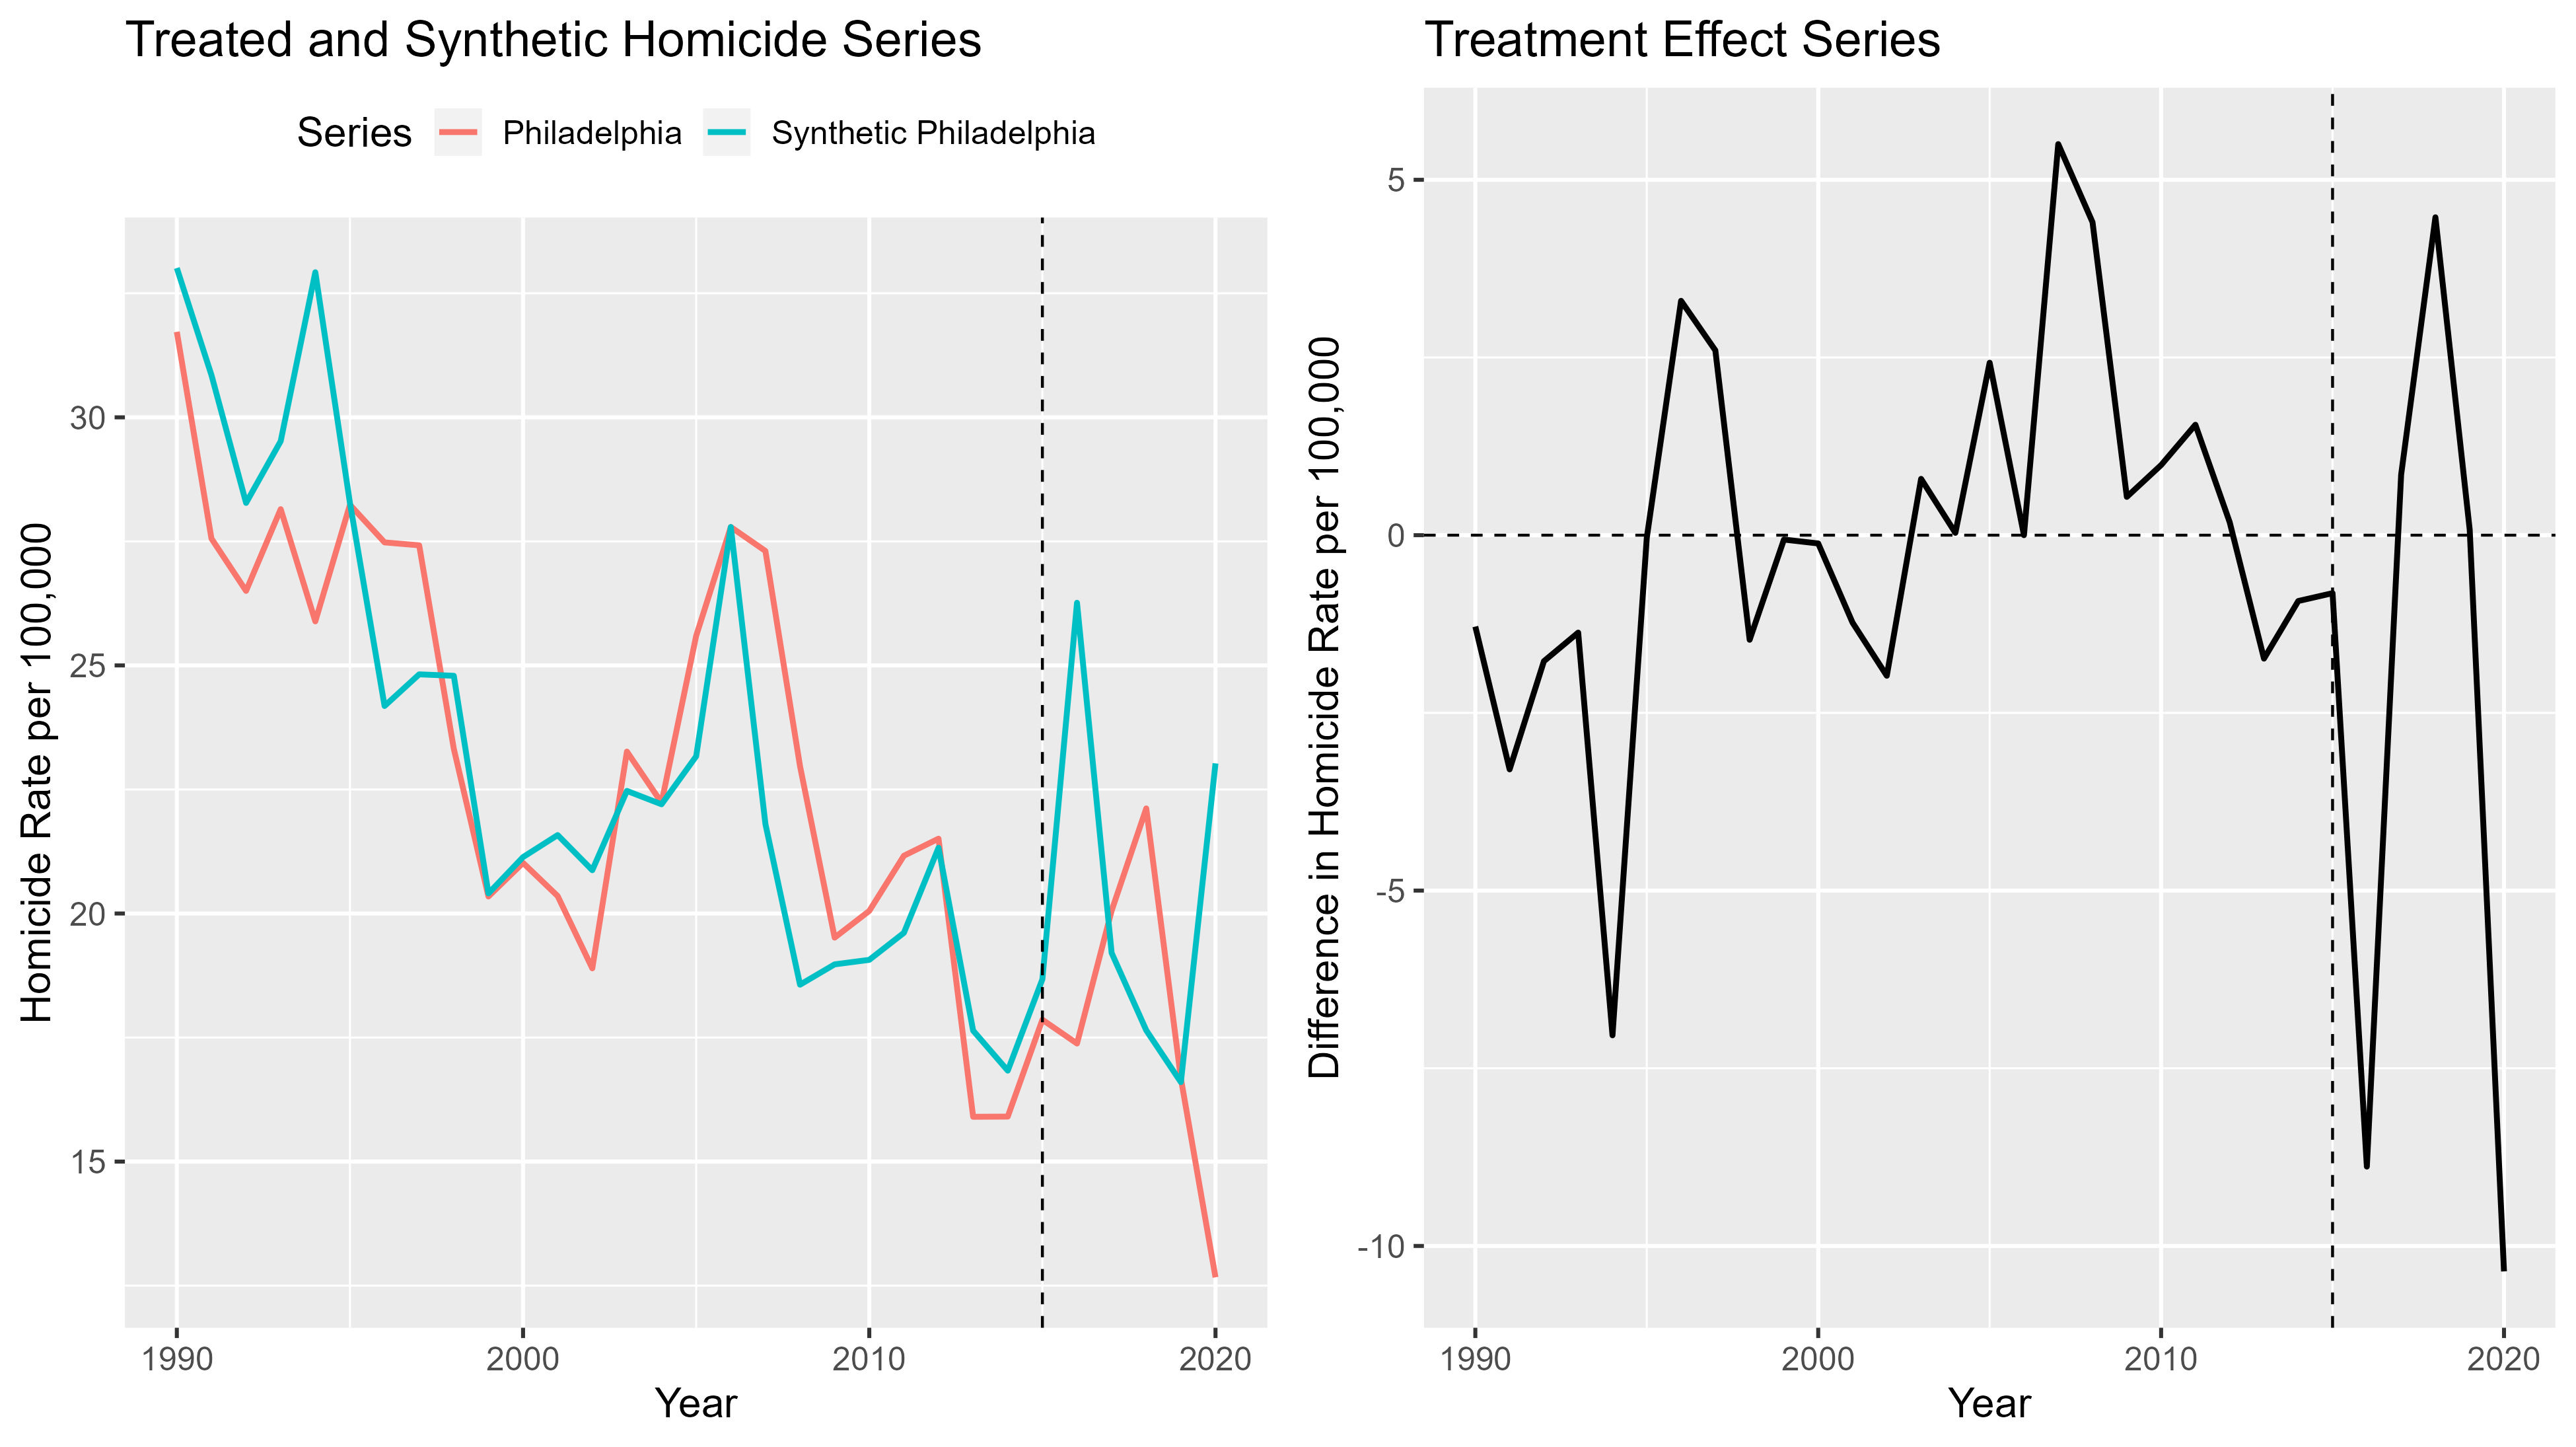 Treated and Synthetic Homicide Series
Series Philadelphia Synthetic Philadelphia
Homicide Rate per 100,000
30
25
20
15
1990 2000 2010 2020
Year
Treatment Effect Series
Difference in Homicide Rate per 100,000
5
0
-5
-10
1990 2000 2010 2020
Year